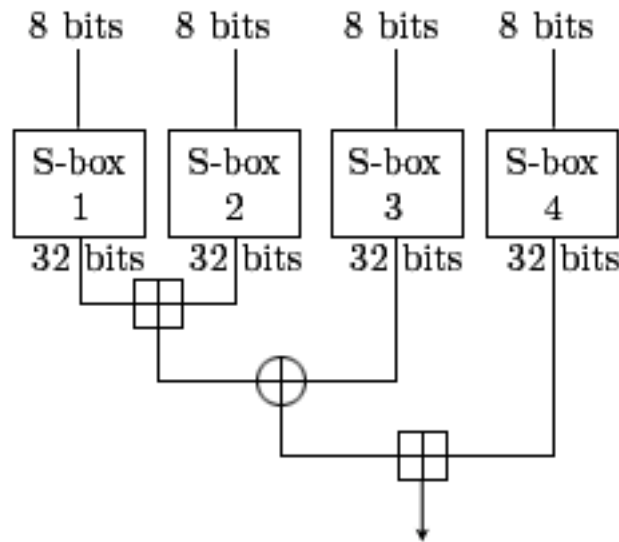 8 bits 8 bits 8 bits 8 bits
S-box S-box S-box S-box
1 2 3 4
32 bits 32 bits 32 bits 32 bits